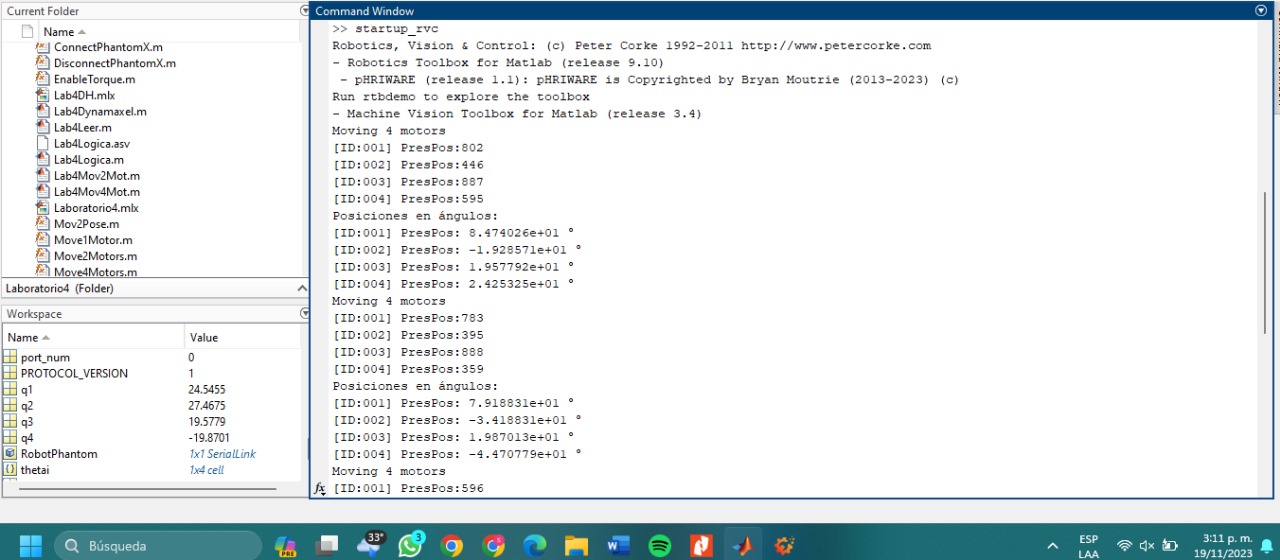 Current Folder
Name
ConnectPhantomX.m
DisconnectPhantomX.m
EnableTorque.m
Lab4DH.mlx
Lab4Dynamaxel.m
Lab4Leer.m
Lab4Logica.asv
Lab4Logica.m
Lab4Mov2Mot.m
Lab4Mov4Mot.m
Laboratorio4.mlx
Mov2Pose.m
Move1Motor.m
Move2Motors.m
Move4Motors.m
Laboratorio4 (Folder)
Workspace
Name Value
port_num 0
PROTOCOL_VERSION 1
q1 24.5455
q2 27.4675
q3 19.5779
q4 -19.8701
RobotPhantom 1x1 SerialLink
thetai 1x4 cell
Command Window
>> startup_rvc
Robotics, Vision & Control: (c) Peter Corke 1992-2011 http://www.petercorke.com
- Robotics Toolbox for Matlab (release 9.10)
- pHRIWARE (release 1.1): pHRIWARE is Copyrighted by Bryan Moutrie (2013-2023) (c)
Run rtbdemo to explore the toolbox
- Machine Vision Toolbox for Matlab (release 3.4)
Moving 4 motors
[ID:001] PresPos:802
[ID:002] PresPos:446
[ID:003] PresPos:887
[ID:004] PresPos:595
Posiciones en ángulos:
[ID:001] PresPos: 8.474026e+01 °
[ID:002] PresPos: -1.928571e+01 °
[ID:003] PresPos: 1.957792e+01 °
[ID:004] PresPos: 2.425325e+01 °
Moving 4 motors
[ID:001] PresPos:783
[ID:002] PresPos:395
[ID:003] PresPos:888
[ID:004] PresPos:359
Posiciones en ángulos:
[ID:001] PresPos: 7.918831e+01 °
[ID:002] PresPos: -3.418831e+01 °
[ID:003] PresPos: 1.987013e+01 °
[ID:004] PresPos: -4.470779e+01 °
Moving 4 motors
fx [ID:001] PresPos:596
Búsqueda
PRE
33°
3
ESP
LAA
3:11 p. m.
19/11/2023